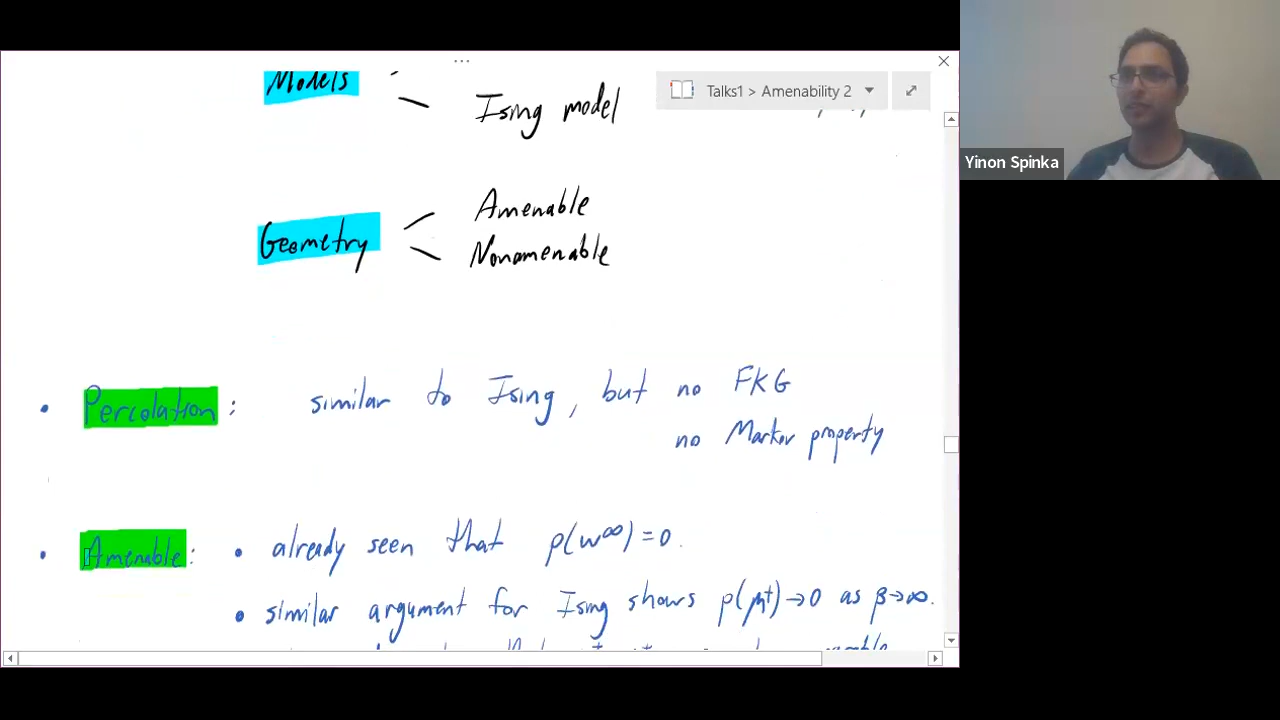 Models
Ising model
Talks1 > Amenability 2
Yinon Spinka
Geometry
Amenable
Nonamenable
• Percolation: similar to Ising, but no FKG
no Markov property
• Amenable: • already seen that p(w^∞)=0.
• similar argument for Ising shows p(μ⁺)→0 as β→∞.